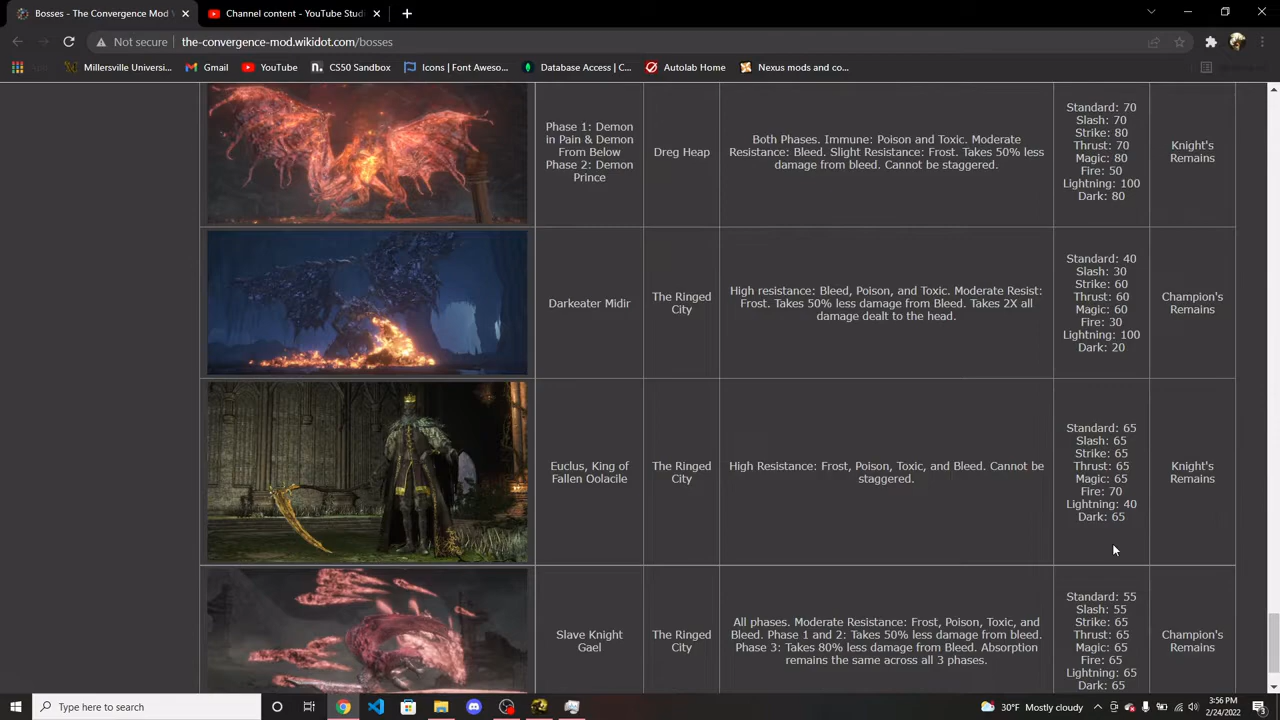 Bosses - The Convergence Mod W
Channel content - YouTube Stud
Not secure
the-convergence-mod.wikidot.com/bosses
Millersville Universi...
Gmail
YouTube
CS50 Sandbox
Icons | Font Aweso...
Database Access | C...
Autolab Home
Nexus mods and co...
Phase 1: Demon
in Pain & Demon
From Below
Phase 2: Demon
Prince
Dreg Heap
Both Phases. Immune: Poison and Toxic. Moderate
Resistance: Bleed. Slight Resistance: Frost. Takes 50% less
damage from bleed. Cannot be staggered.
Standard: 70
Slash: 70
Strike: 80
Thrust: 70
Magic: 80
Fire: 50
Lightning: 100
Dark: 80
Knight's
Remains
Darkeater Midir
The Ringed
City
High resistance: Bleed, Poison, and Toxic. Moderate Resist:
Frost. Takes 50% less damage from Bleed. Takes 2X all
damage dealt to the head.
Standard: 40
Slash: 30
Strike: 60
Thrust: 60
Magic: 60
Fire: 30
Lightning: 100
Dark: 20
Champion's
Remains
Euclus, King of
Fallen Oolacile
The Ringed
City
High Resistance: Frost, Poison, Toxic, and Bleed. Cannot be
staggered.
Standard: 65
Slash: 65
Strike: 65
Thrust: 65
Magic: 65
Fire: 70
Lightning: 40
Dark: 65
Knight's
Remains
Slave Knight
Gael
The Ringed
City
All phases. Moderate Resistance: Frost, Poison, Toxic, and
Bleed. Phase 1 and 2: Takes 50% less damage from bleed.
Phase 3: Takes 80% less damage from Bleed. Absorption
remains the same across all 3 phases.
Standard: 55
Slash: 55
Strike: 65
Thrust: 65
Magic: 65
Fire: 65
Lightning: 65
Dark: 65
Champion's
Remains
Type here to search
30°F Mostly cloudy
3:56 PM
2/24/2022